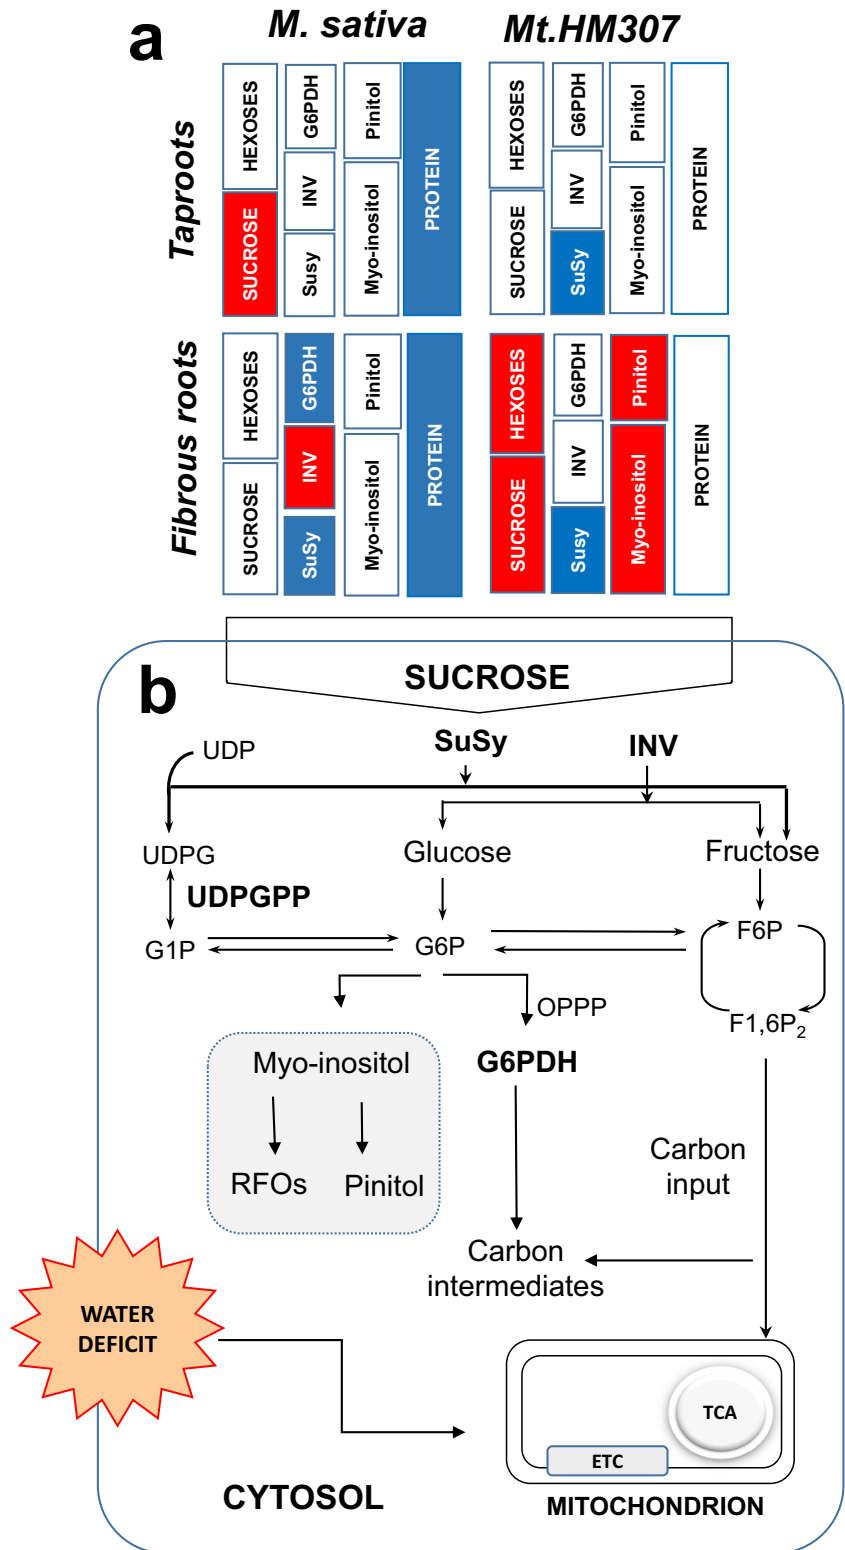 a
M. sativa
Mt.HM307
Taproots
HEXOSES
G6PDH
Pinitol
PROTEIN
INV
SUCROSE
Susy
Myo-inositol
HEXOSES
G6PDH
Pinitol
PROTEIN
INV
SUCROSE
SuSy
Myo-inositol
Fibrous roots
HEXOSES
G6PDH
Pinitol
PROTEIN
INV
SUCROSE
SuSy
Myo-inositol
HEXOSES
G6PDH
Pinitol
PROTEIN
INV
SUCROSE
Susy
Myo-inositol
b
SUCROSE
UDP
SuSy
INV
UDPG
Glucose
Fructose
UDPGPP
G1P
G6P
F6P
OPPP
F1,6P2
Myo-inositol
G6PDH
RFOs
Pinitol
Carbon
input
Carbon
intermediates
WATER
DEFICIT
TCA
ETC
CYTOSOL
MITOCHONDRION